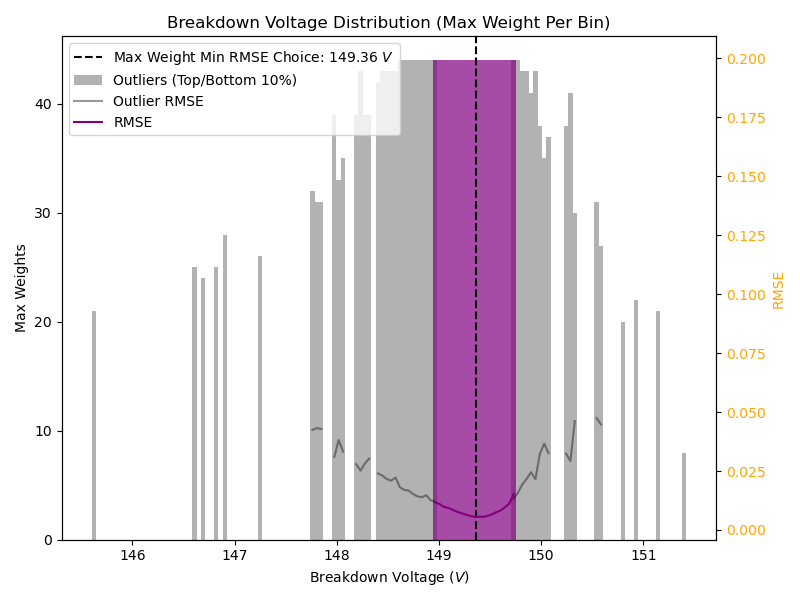 Breakdown Voltage Distribution (Max Weight Per Bin)
Max Weight Min RMSE Choice: 149.36 V
Outliers (Top/Bottom 10%)
Outlier RMSE
RMSE
Max Weights
40
30
20
10
0
0.200
0.175
0.150
0.125
0.100
0.075
0.050
0.025
0.000
RMSE
146 147 148 149 150 151
Breakdown Voltage (V)